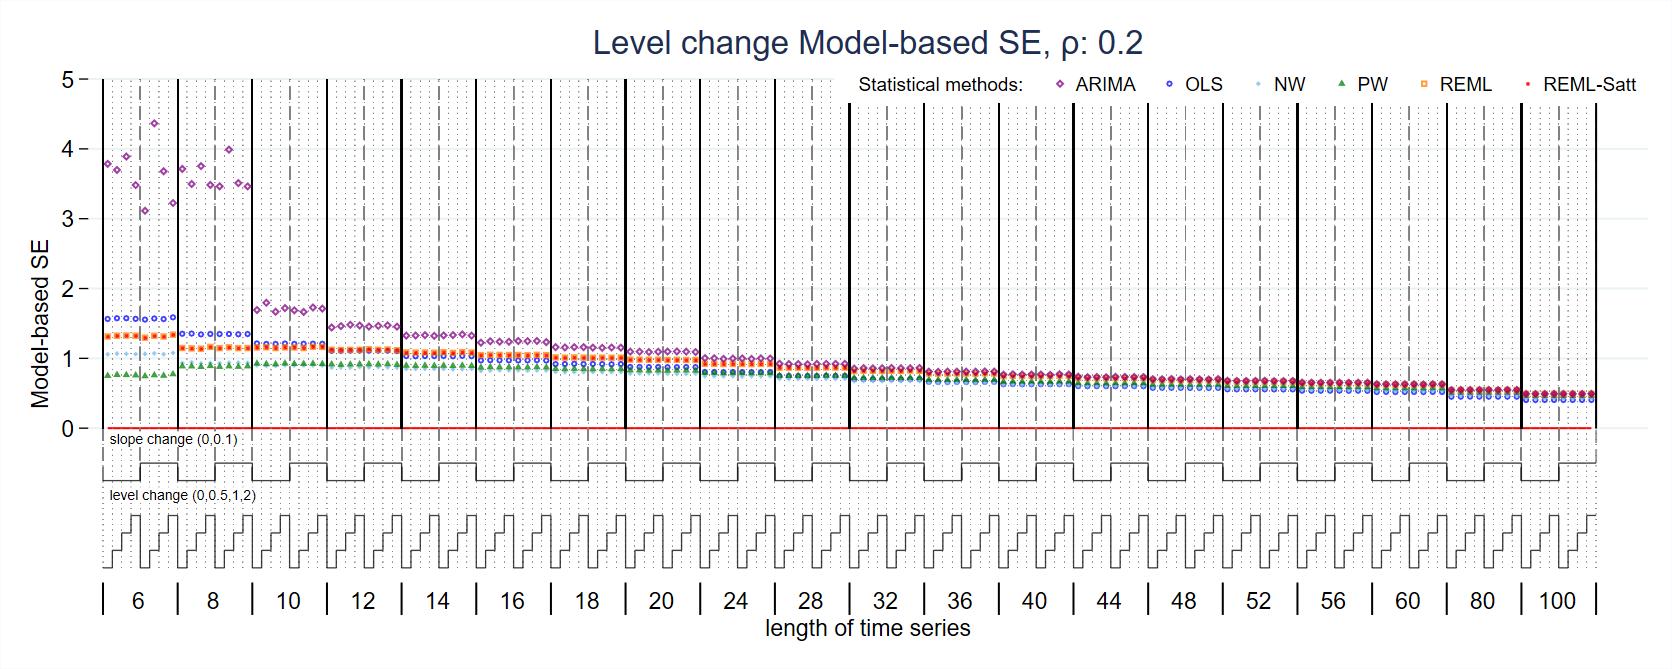 Level change Model-based SE, ρ: 0.2
Statistical methods: ARIMA OLS NW PW REML REML-Satt
5
4
3
2
1
0
Model-based SE
slope change (0,0.1)
level change (0,0.5,1,2)
6 8 10 12 14 16 18 20 24 28 32 36 40 44 48 52 56 60 80 100
length of time series